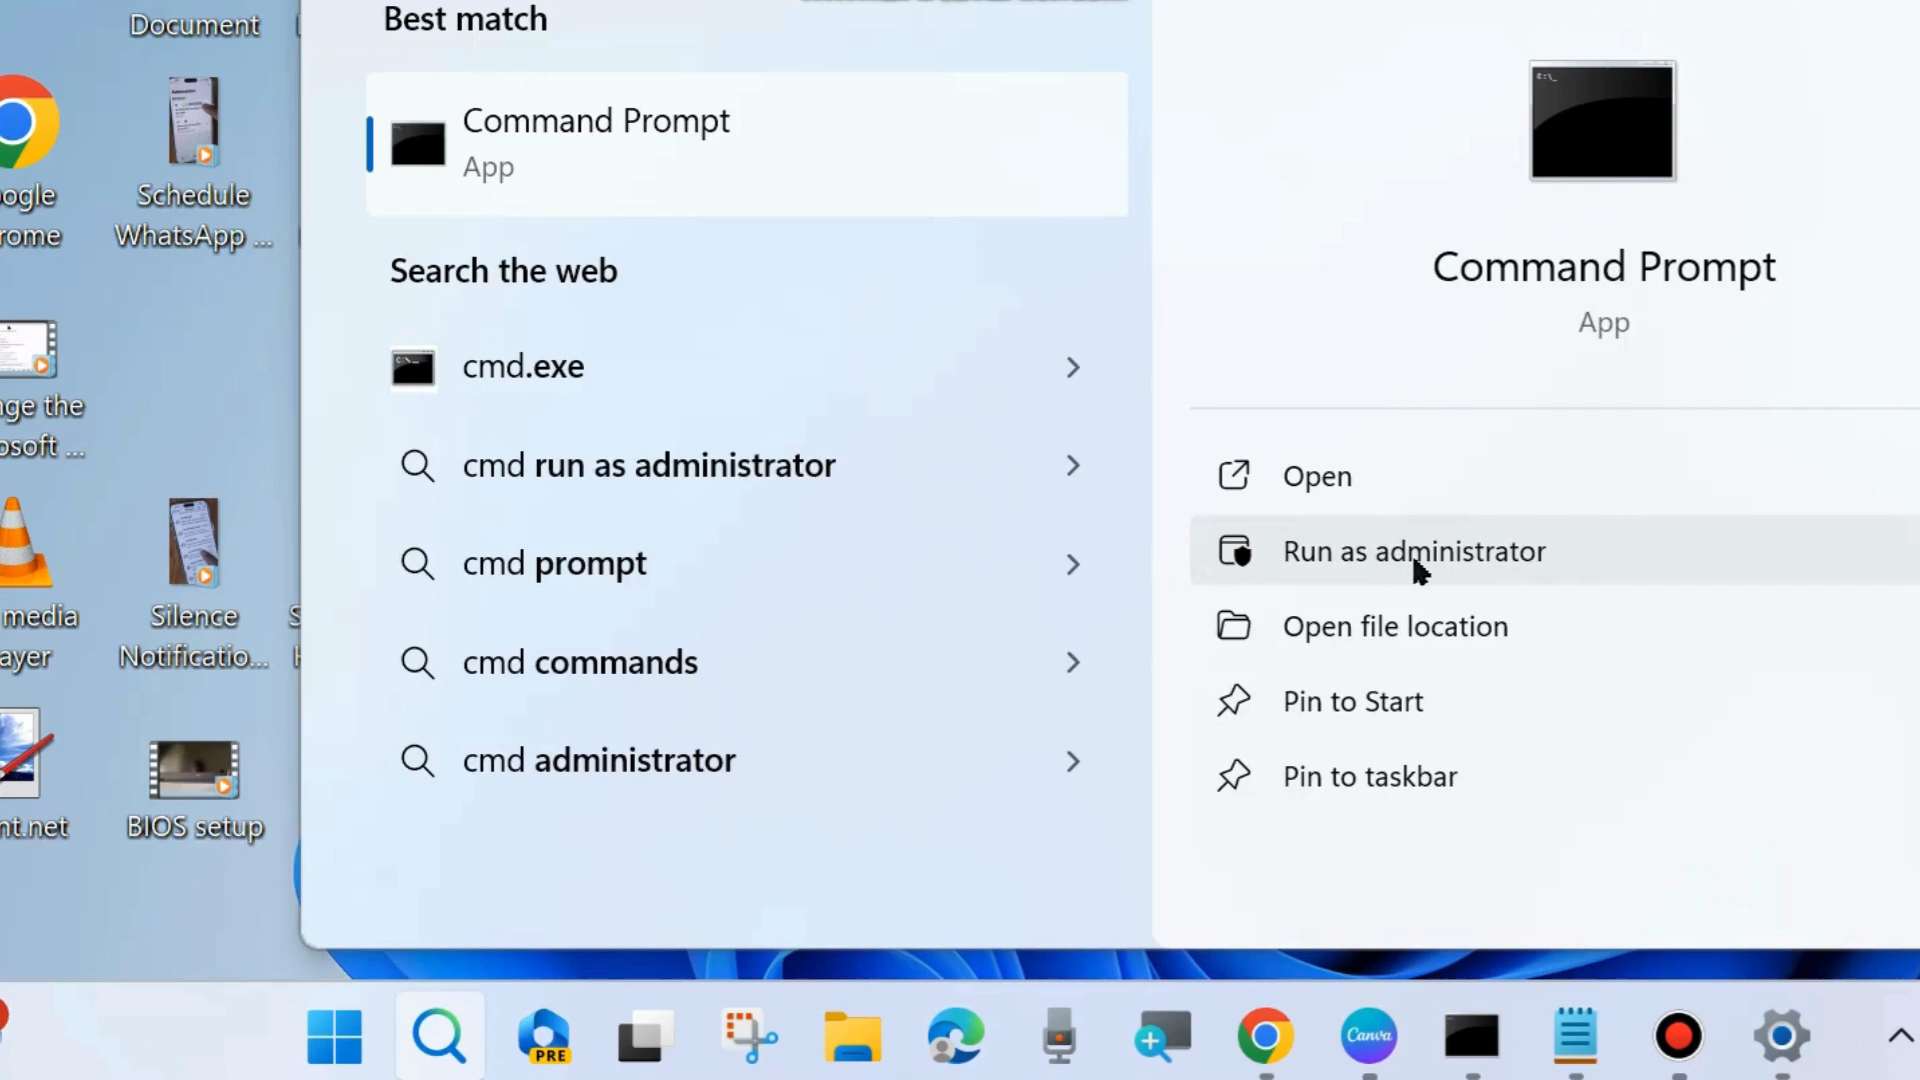 Document
ogle
rome
Schedule
WhatsApp ...
nge the
osoft ...
media
ayer
Silence
Notificatio...
nt.net
BIOS setup
Best match
Command Prompt
App
Search the web
cmd.exe
cmd run as administrator
cmd prompt
cmd commands
cmd administrator
Command Prompt
App
Open
Run as administrator
Open file location
Pin to Start
Pin to taskbar
PRE
Canva